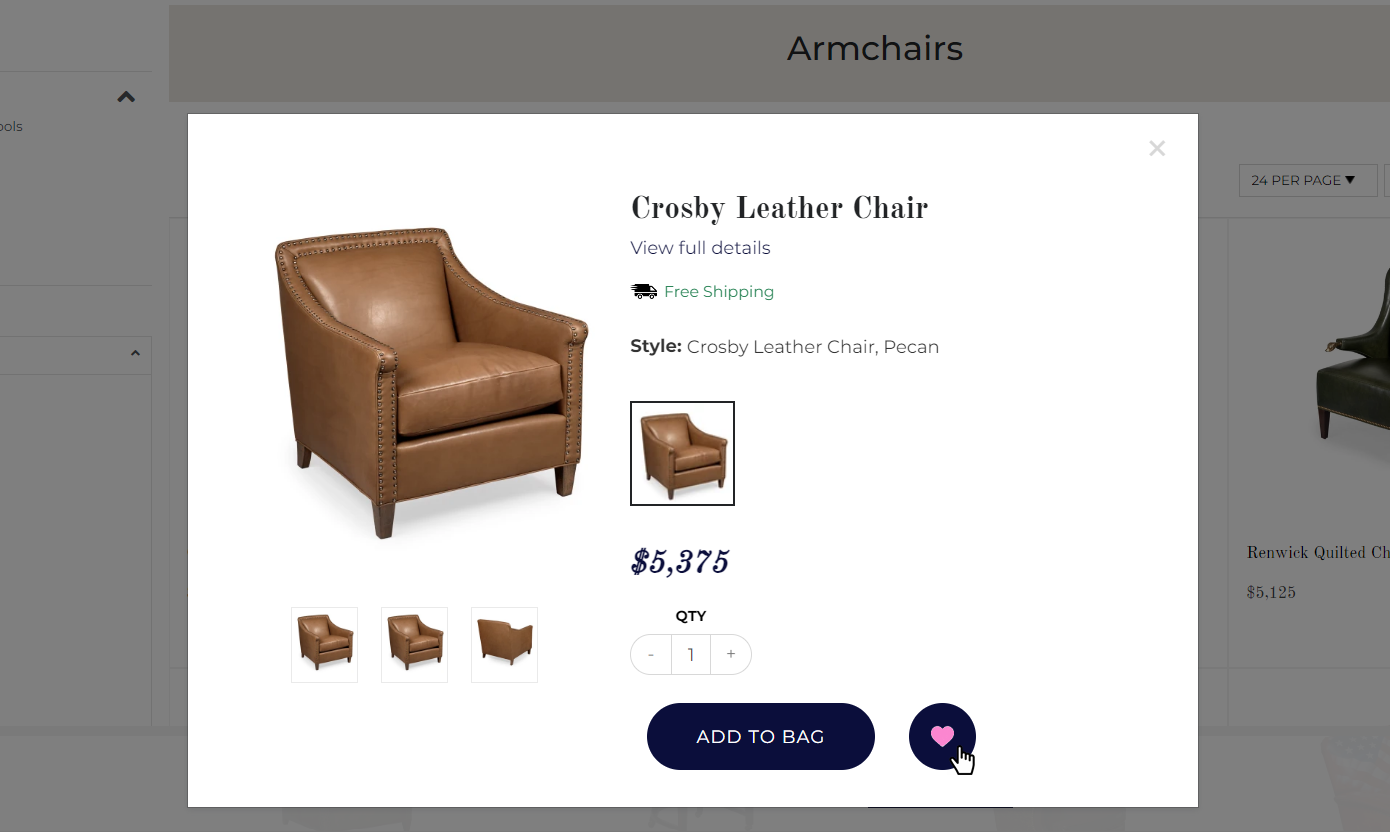 Armchairs
ools
24 PER PAGE
Crosby Leather Chair
View full details
Free Shipping
Style: Crosby Leather Chair, Pecan
$5,375
QTY
- 1 +
ADD TO BAG
Renwick Quilted Ch
$5,125